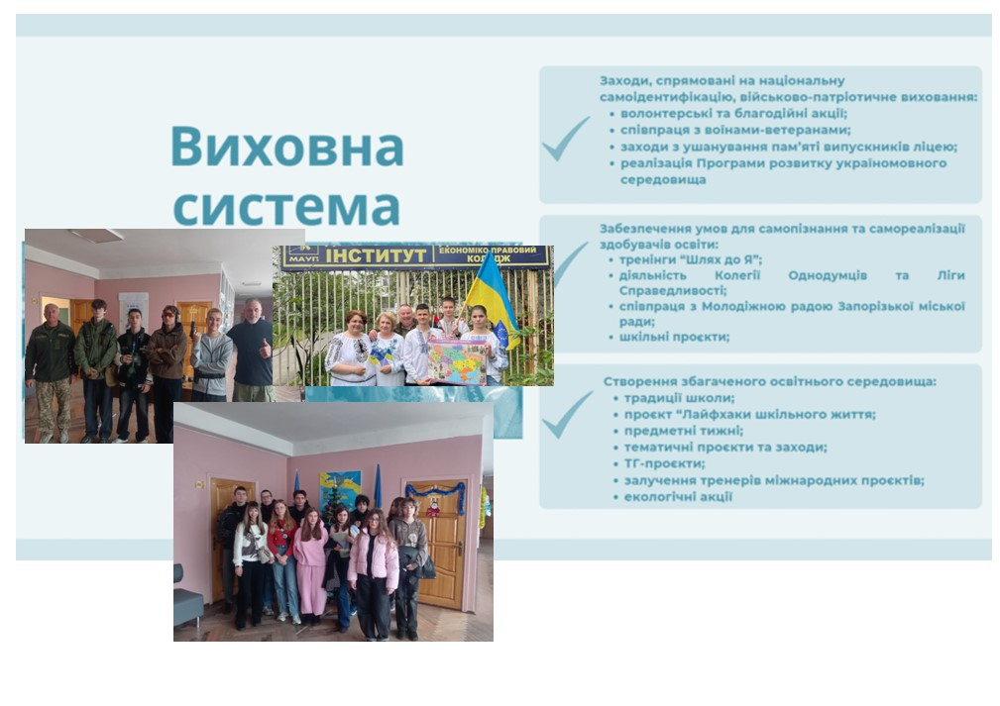 Виховна
система
МАУП
ІНСТИТУТ
ЕКОНОМІКО ПРАВОВИЙ
КОЛЕДЖ
Заходи, спрямовані на національну
самоідентифікацію, військово-патріотичне виховання:
• волонтерські та благодійні акції;
• співпраця з воїнами-ветеранами;
• заходи з ушанування пам’яті випускників ліцею;
• реалізація Програми розвитку україномовного
середовища
Забезпечення умов для самопізнання та самореалізації
здобувачів освіти:
• тренінги “Шлях до Я”;
• діяльність Колегії Однодумців та Ліги
Справедливості;
• співпраця з Молодіжною радою Запорізької міської
ради;
• шкільні проєкти;
Створення збагаченого освітнього середовища:
• традиції школи;
• проєкт “Лайфхаки шкільного життя;
• предметні тижні;
• тематичні проєкти та заходи;
• ТГ-проєкти;
• залучення тренерів міжнародних проєктів;
• екологічні акції